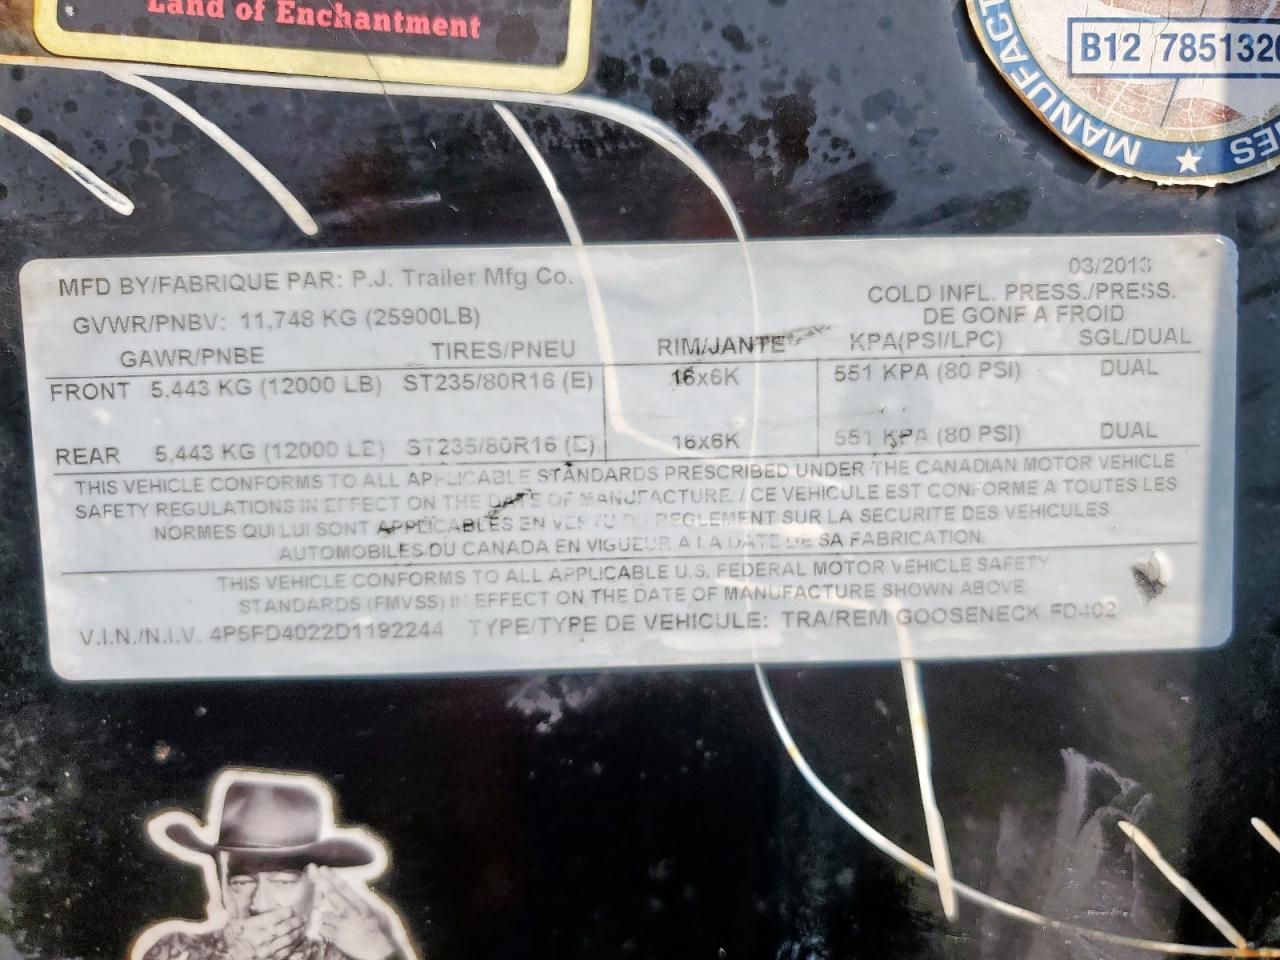 Land of Enchantment
B12 785132
MANUFAC
ES
MFD BY/FABRIQUE PAR: P.J. Trailer Mfg Co.
03/2013
GVWR/PNBV: 11,748 KG (25900LB)
COLD INFL. PRESS./PRESS.
DE GONF A FROID
GAWR/PNBE TIRES/PNEU RIM/JANTE KPA(PSI/LPC) SGL/DUAL
FRONT 5,443 KG (12000 LB) ST235/80R16 (E) 16x6K 551 KPA (80 PSI) DUAL
REAR 5,443 KG (12000 LB) ST235/80R16 (E) 16x6K 551 KPA (80 PSI) DUAL
THIS VEHICLE CONFORMS TO ALL APPLICABLE STANDARDS PRESCRIBED UNDER THE CANADIAN MOTOR VEHICLE
SAFETY REGULATIONS IN EFFECT ON THE DATE OF MANUFACTURE. / CE VEHICULE EST CONFORME A TOUTES LES
NORMES QUI LUI SONT APPLICABLES EN VERTU DU REGLEMENT SUR LA SECURITE DES VEHICULES
AUTOMOBILES DU CANADA EN VIGUEUR A LA DATE DE SA FABRICATION.
THIS VEHICLE CONFORMS TO ALL APPLICABLE U.S. FEDERAL MOTOR VEHICLE SAFETY
STANDARDS (FMVSS) IN EFFECT ON THE DATE OF MANUFACTURE SHOWN ABOVE
V.I.N./N.I.V. 4P5FD4022D1192244 TYPE/TYPE DE VEHICULE: TRA/REM GOOSENECK FD402